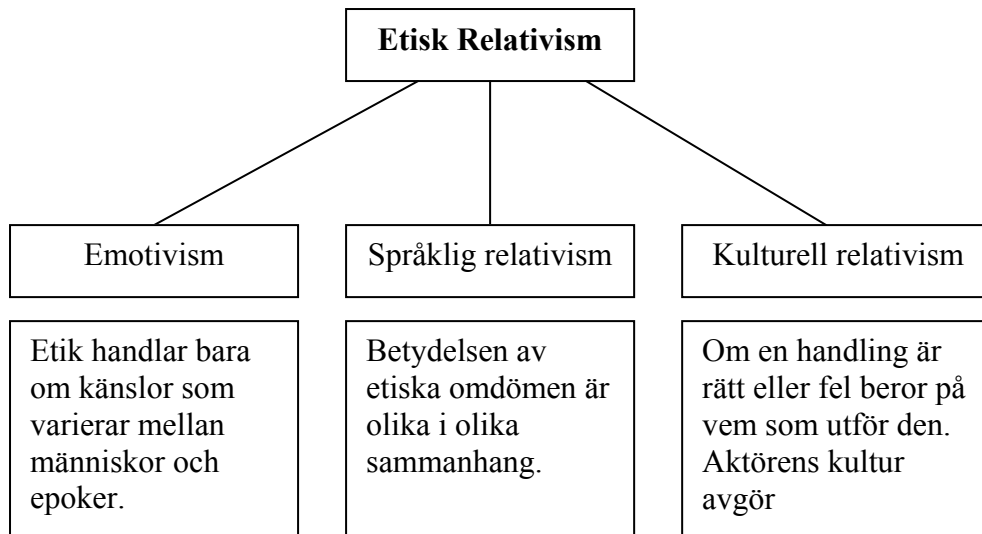 Etisk Relativism
Emotivism
Språklig relativism
Kulturell relativism
Etik handlar bara
om känslor som
varierar mellan
människor och
epoker.
Betydelsen av
etiska omdömen är
olika i olika
sammanhang.
Om en handling är
rätt eller fel beror på
vem som utför den.
Aktörens kultur
avgör